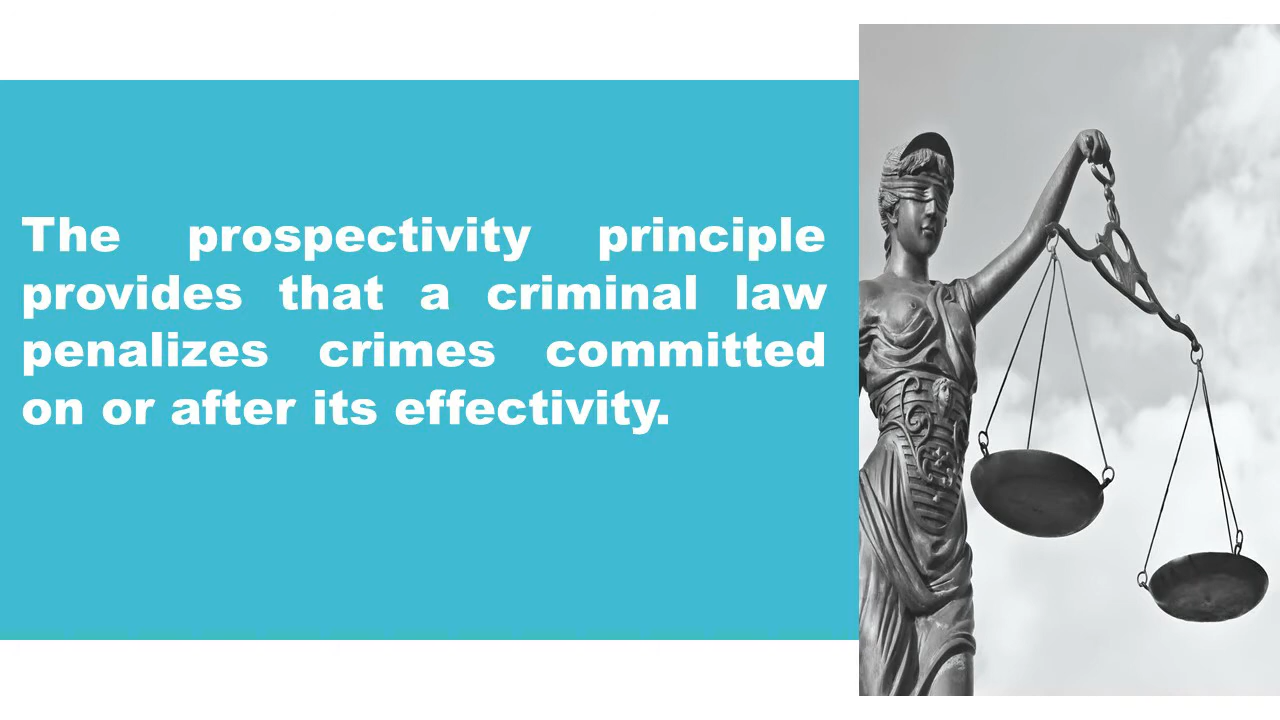 The prospectivity principle
provides that a criminal law
penalizes crimes committed
on or after its effectivity.